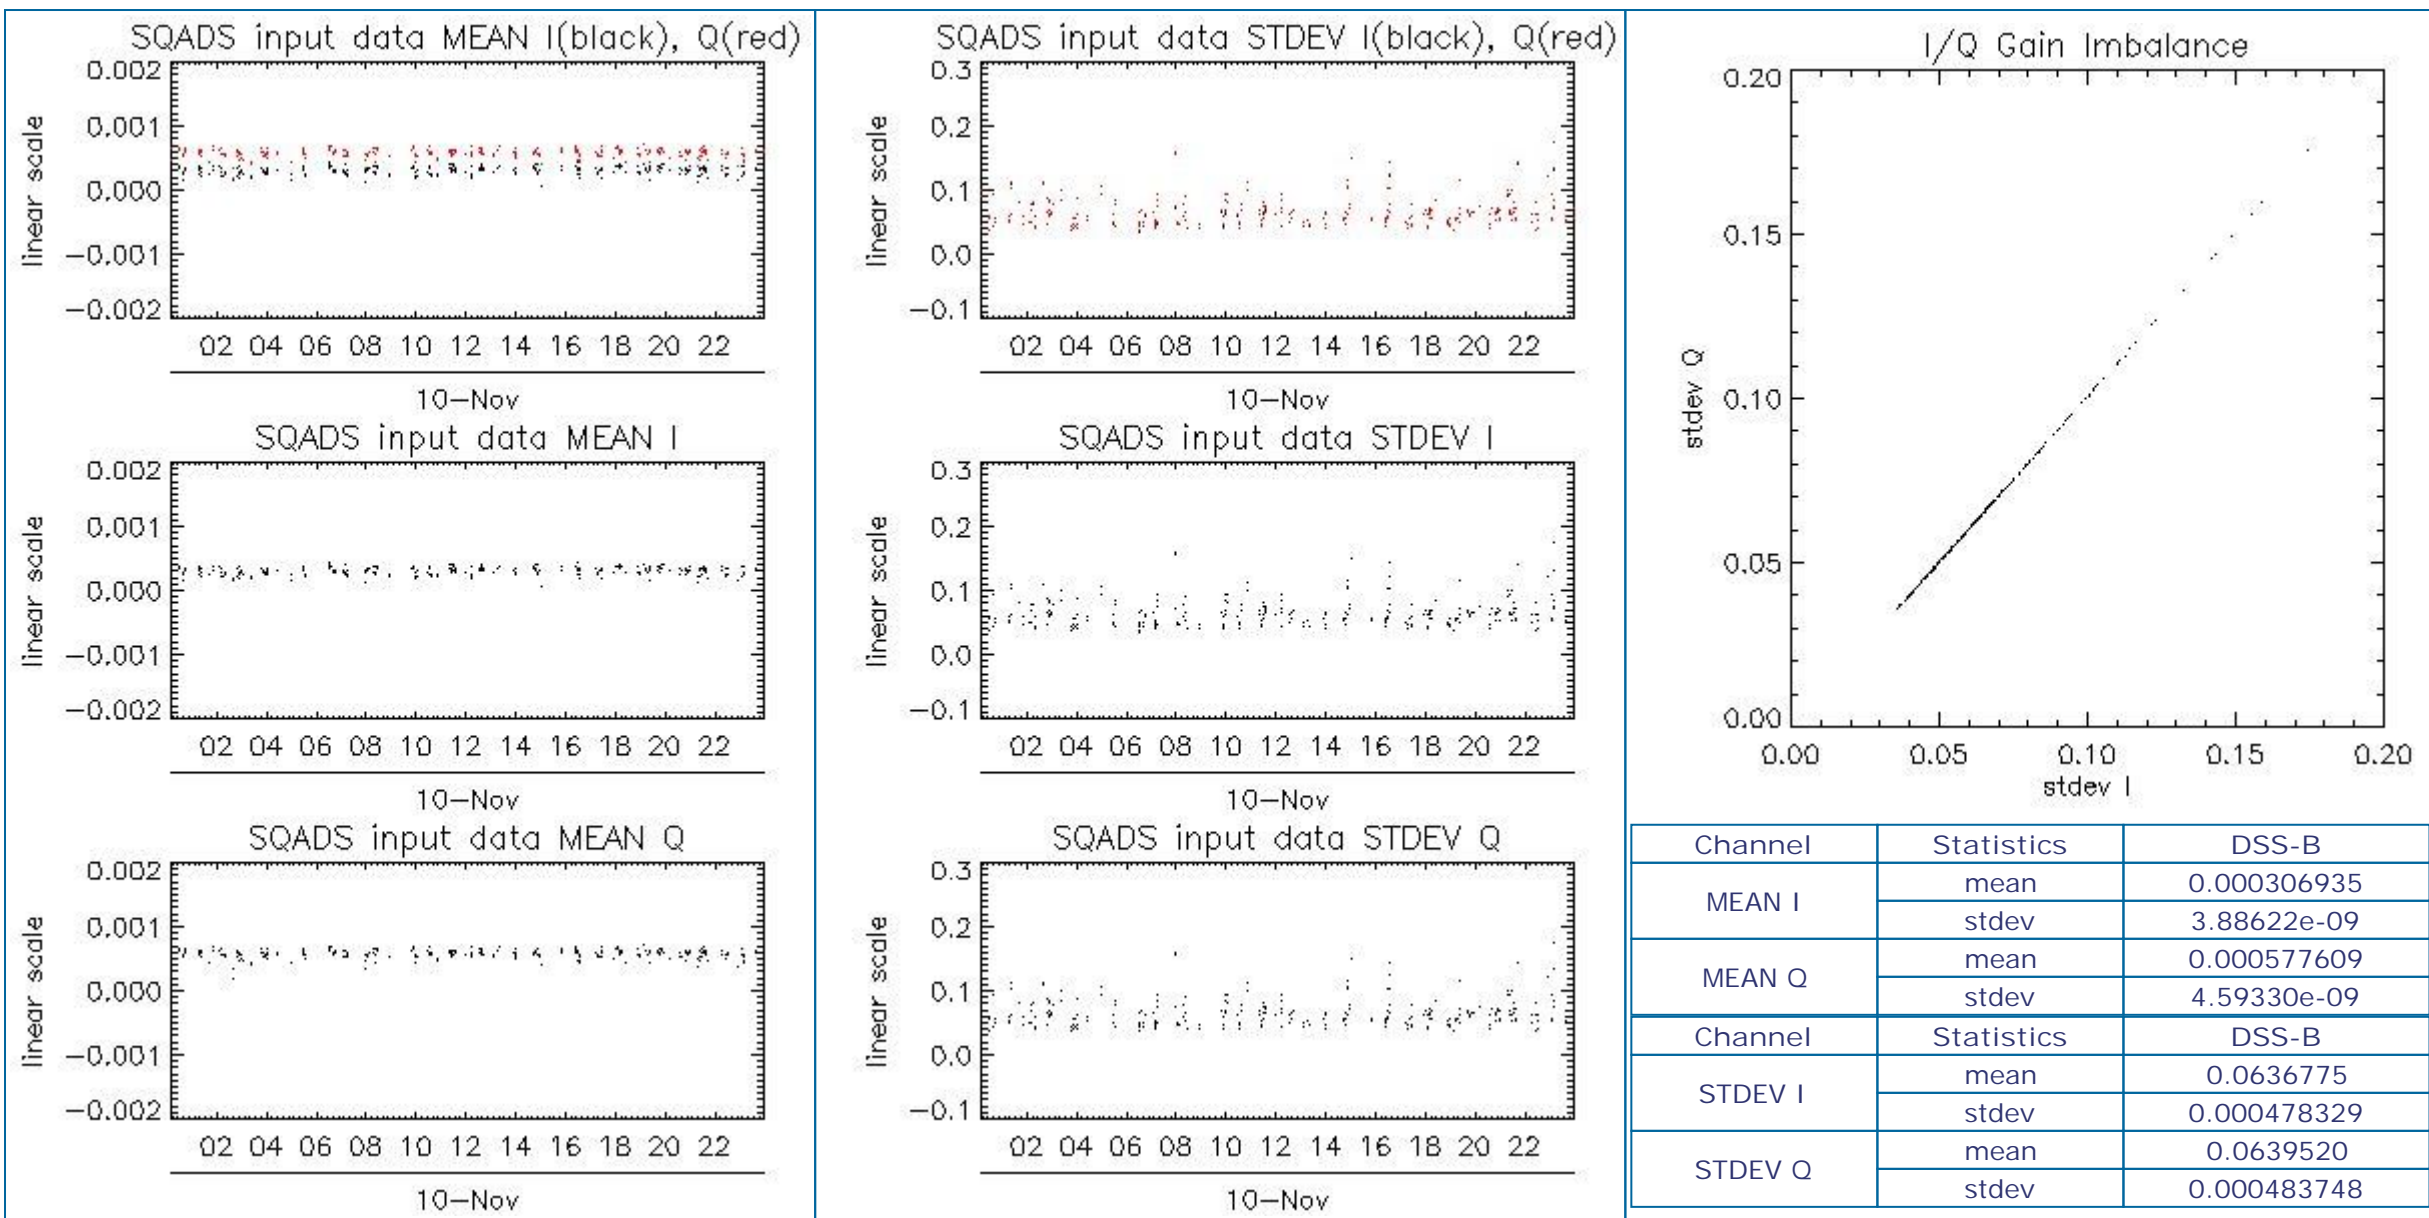 SQADS input data MEAN I(black), Q(red)
linear scale
0.002
0.001
0.000
-0.001
-0.002
02 04 06 08 10 12 14 16 18 20 22
10-Nov
SQADS input data MEAN I
linear scale
0.002
0.001
0.000
-0.001
-0.002
02 04 06 08 10 12 14 16 18 20 22
10-Nov
SQADS input data MEAN Q
linear scale
0.002
0.001
0.000
-0.001
-0.002
02 04 06 08 10 12 14 16 18 20 22
10-Nov
SQADS input data STDEV I(black), Q(red)
linear scale
0.3
0.2
0.1
0.0
-0.1
02 04 06 08 10 12 14 16 18 20 22
10-Nov
SQADS input data STDEV I
linear scale
0.3
0.2
0.1
0.0
-0.1
02 04 06 08 10 12 14 16 18 20 22
10-Nov
SQADS input data STDEV Q
linear scale
0.3
0.2
0.1
0.0
-0.1
02 04 06 08 10 12 14 16 18 20 22
10-Nov
I/Q Gain Imbalance
stdev Q
0.20
0.15
0.10
0.05
0.00
0.00 0.05 0.10 0.15 0.20
stdev I
Channel Statistics DSS-B
MEAN I mean 0.000306935
stdev 3.88622e-09
MEAN Q mean 0.000577609
stdev 4.59330e-09
Channel Statistics DSS-B
STDEV I mean 0.0636775
stdev 0.000478329
STDEV Q mean 0.0639520
stdev 0.000483748